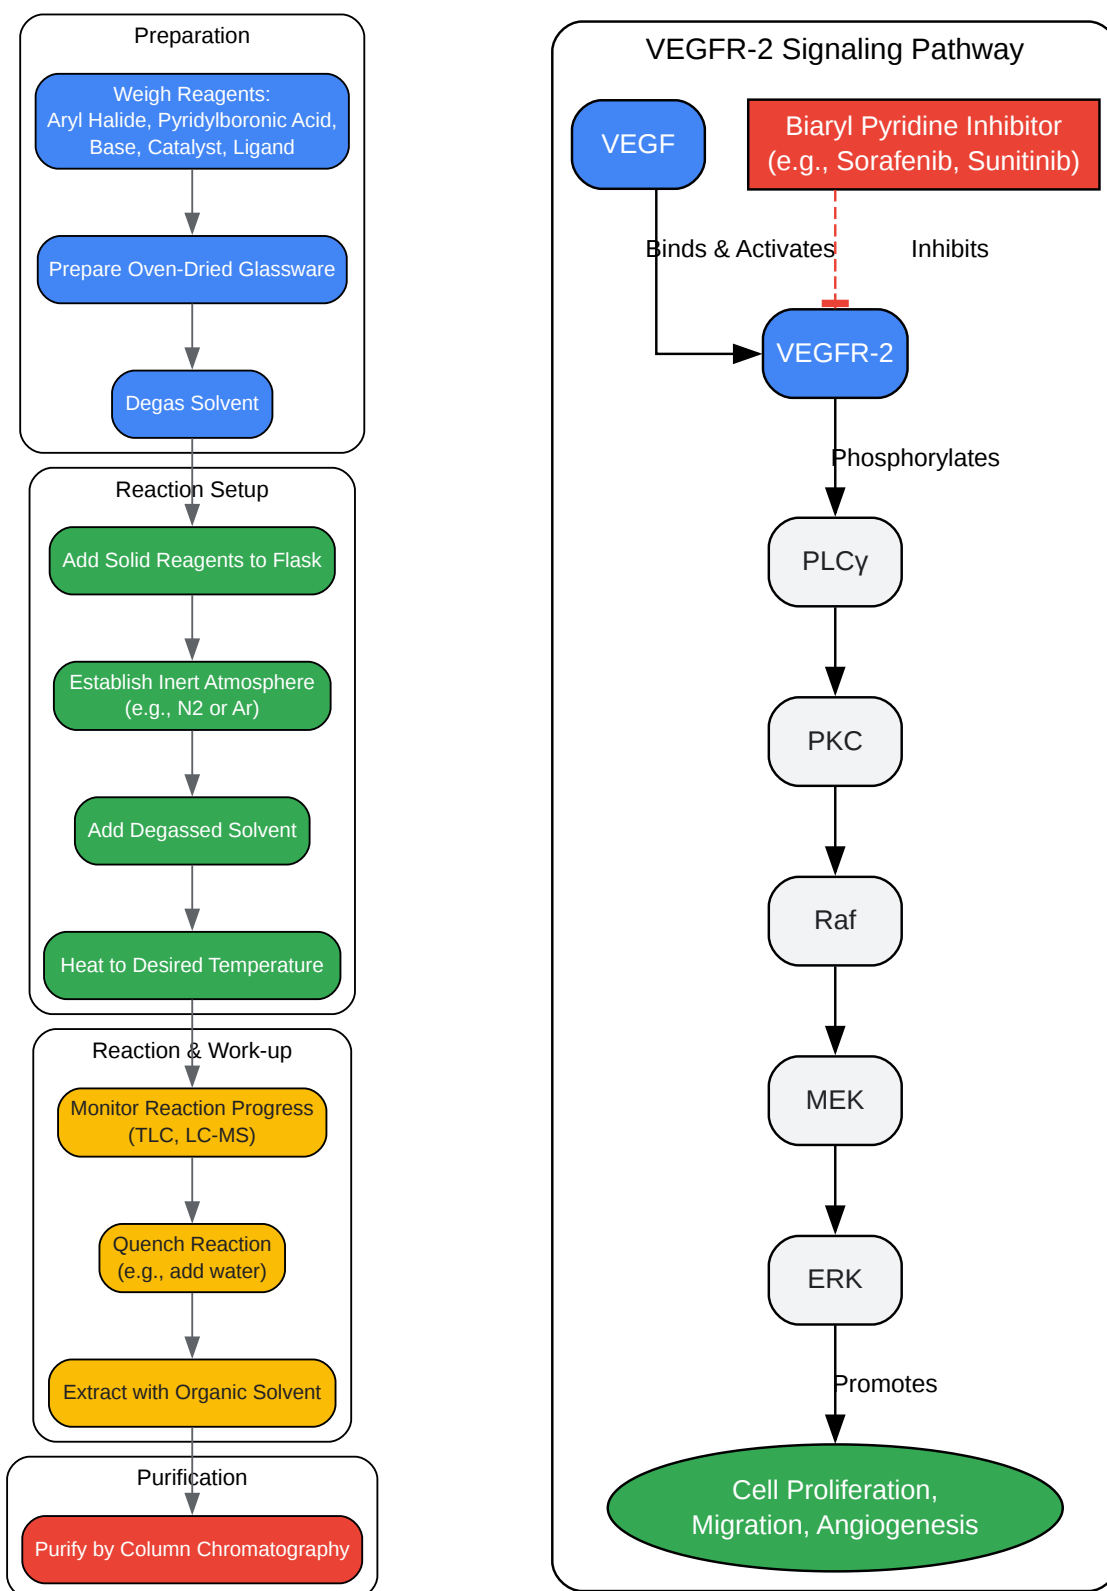 Preparation
Weigh Reagents:
Aryl Halide, Pyridylboronic Acid,
Base, Catalyst, Ligand
Prepare Oven-Dried Glassware
Degas Solvent
Reaction Setup
Add Solid Reagents to Flask
Establish Inert Atmosphere
(e.g., N2 or Ar)
Add Degassed Solvent
Heat to Desired Temperature
Reaction & Work-up
Monitor Reaction Progress
(TLC, LC-MS)
Quench Reaction
(e.g., add water)
Extract with Organic Solvent
Purification
Purify by Column Chromatography
VEGFR-2 Signaling Pathway
VEGF
Biaryl Pyridine Inhibitor
(e.g., Sorafenib, Sunitinib)
Binds & Activates
Inhibits
VEGFR-2
Phosphorylates
PLCγ
PKC
Raf
MEK
ERK
Promotes
Cell Proliferation,
Migration, Angiogenesis